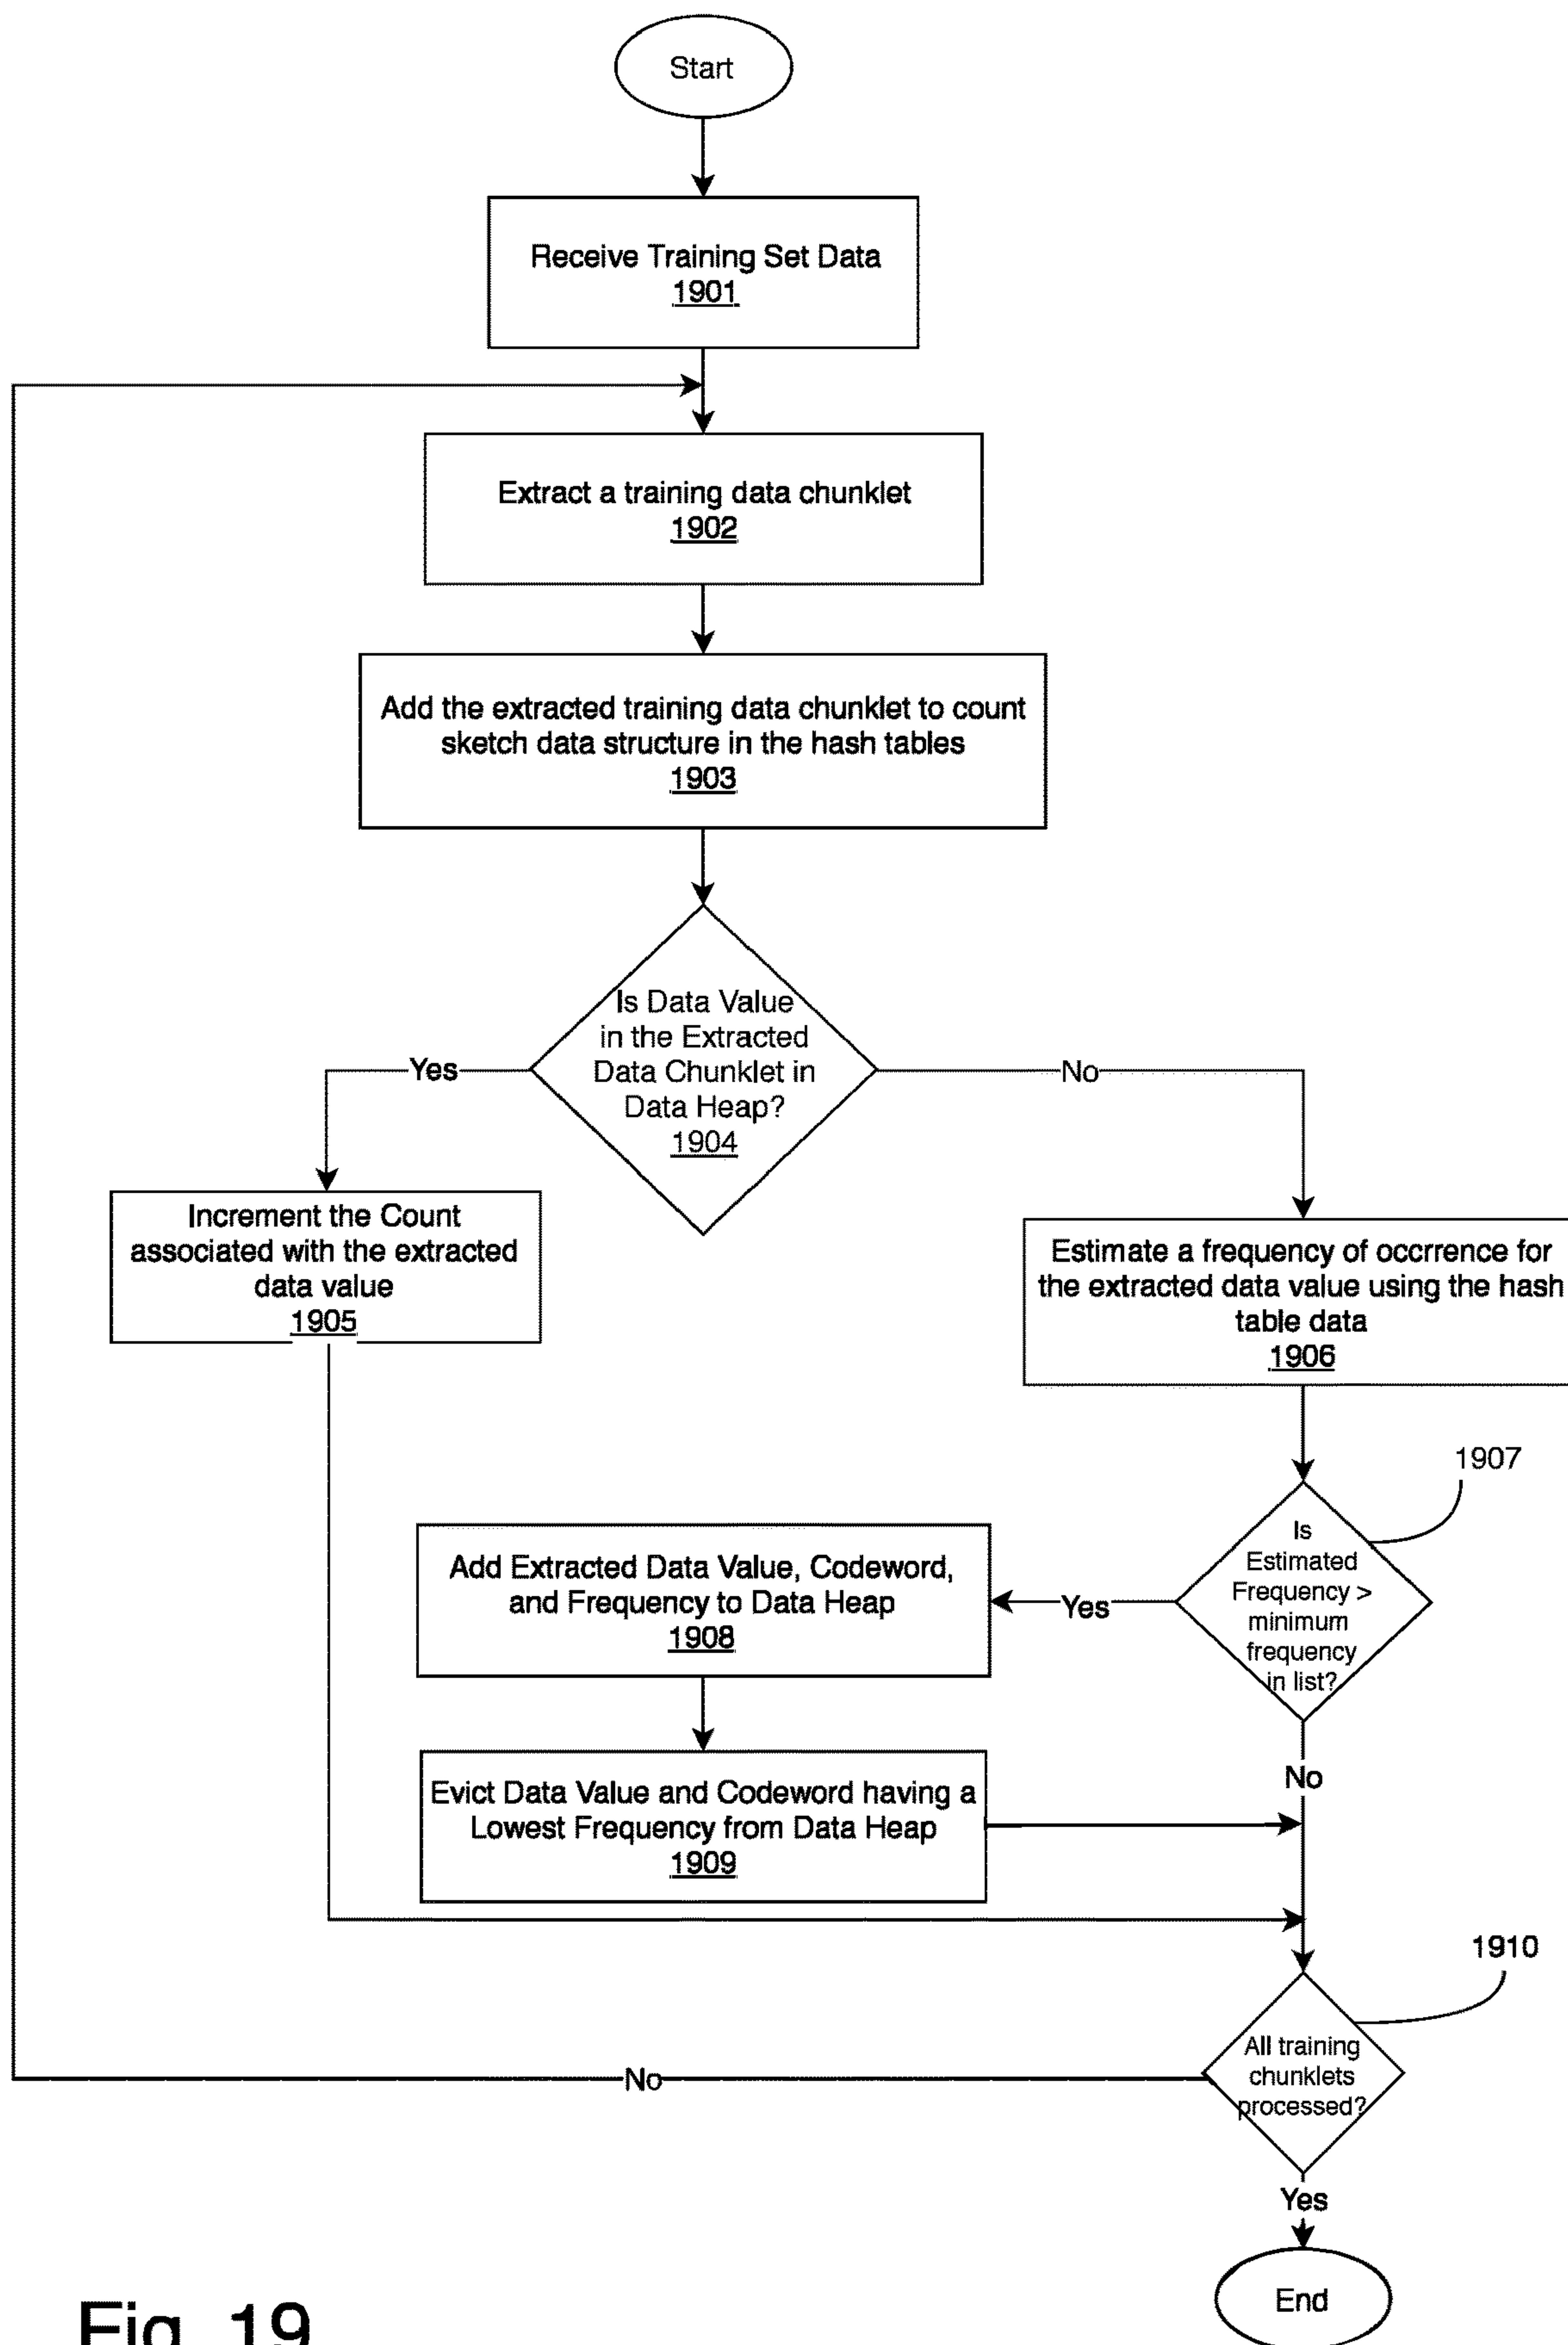 Start
Receive Training Set Data
1901
Extract a training data chunklet
1902
Add the extracted training data chunklet to count
sketch data structure in the hash tables
1903
Is Data Value
in the Extracted
Data Chunklet in
Data Heap?
1904
Yes
No
Increment the Count
associated with the extracted
data value
1905
Estimate a frequency of occrrence for
the extracted data value using the hash
table data
1906
1907
Is
Estimated
Frequency >
minimum
frequency
in list?
Yes
Add Extracted Data Value, Codeword,
and Frequency to Data Heap
1908
No
Evict Data Value and Codeword having a
Lowest Frequency from Data Heap
1909
1910
All training
chunklets
processed?
No
Yes
End
Fig. 19